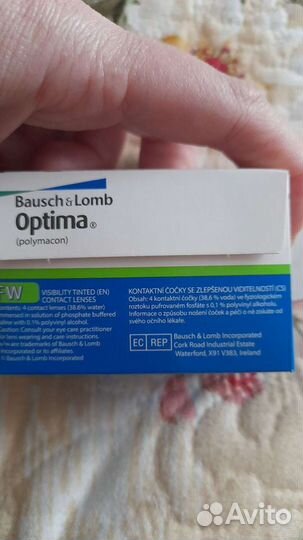 Bausch & Lomb
Optima®
(polymacon)
FW
VISIBILITY TINTED (EN)
CONTACT LENSES
Contents: 4 contact lenses (38.6% water)
immersed in solution of phosphate buffered
saline with 0.1% polyvinyl alcohol.
Caution: Consult your eye care practitioner
for lens wearing and care instructions.
are trademarks of Bausch & Lomb
Incorporated or its affiliates
Bausch & Lomb Incorporated
KONTAKTNÍ ČOČKY SE ZLEPŠENOU VIDITELNOSTÍ (CS)
Obsah: 4 kontaktní čočky (38,6 % voda) ve fyziologickém
roztoku pufrovaném fosfáty s 0,1 % polyvinyl alkoholu.
Informace o způsobu nošení čoček a péči o ně získáte od
svého očního lékaře.
EC REP
Bausch & Lomb Incorporated
Cork Road Industrial Estate
Waterford, X91 V383, Ireland
Avito